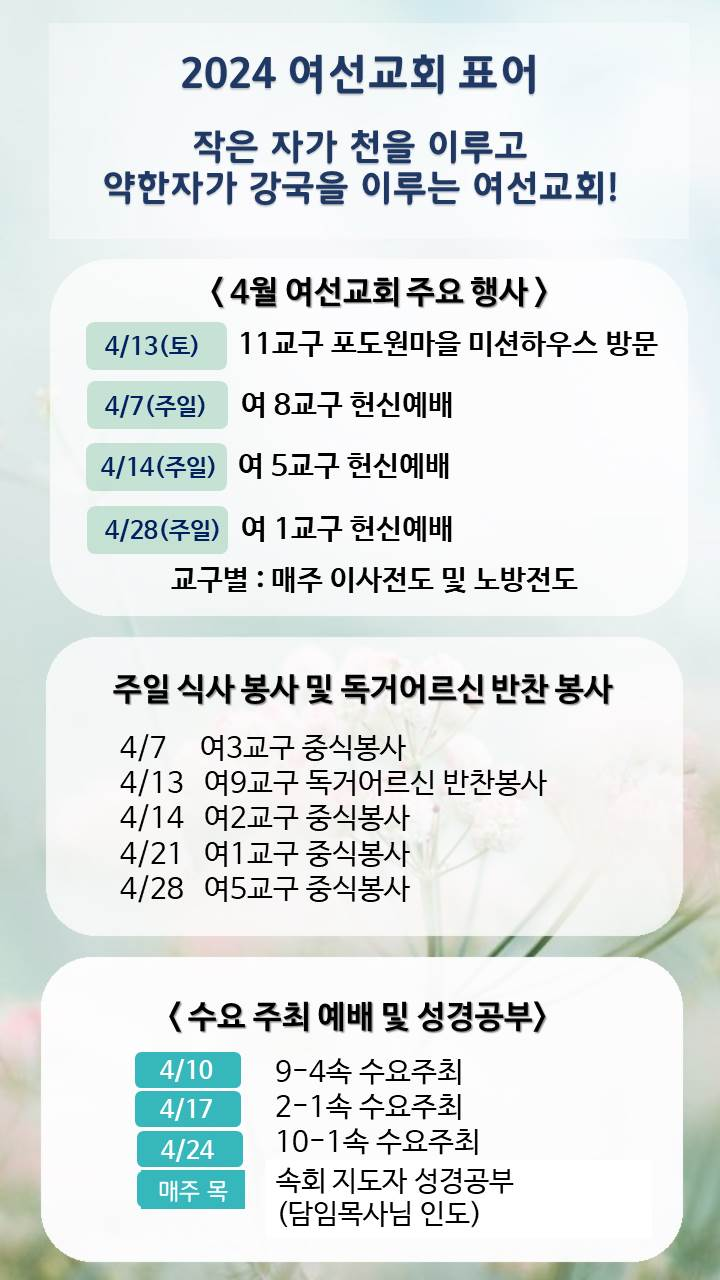 2024 여선교회 표어
작은 자가 천을 이루고
약한자가 강국을 이루는 여선교회!
< 4월 여선교회 주요 행사 >
4/13(토) 11교구 포도원마을 미션하우스 방문
4/7(주일) 여 8교구 헌신예배
4/14(주일) 여 5교구 헌신예배
4/28(주일) 여 1교구 헌신예배
교구별 : 매주 이사전도 및 노방전도
주일 식사 봉사 및 독거어르신 반찬 봉사
4/7 여3교구 중식봉사
4/13 여9교구 독거어르신 반찬봉사
4/14 여2교구 중식봉사
4/21 여1교구 중식봉사
4/28 여5교구 중식봉사
< 수요 주최 예배 및 성경공부>
4/10 9-4속 수요주최
4/17 2-1속 수요주최
4/24 10-1속 수요주최
매주 목 속회 지도자 성경공부
(담임목사님 인도)